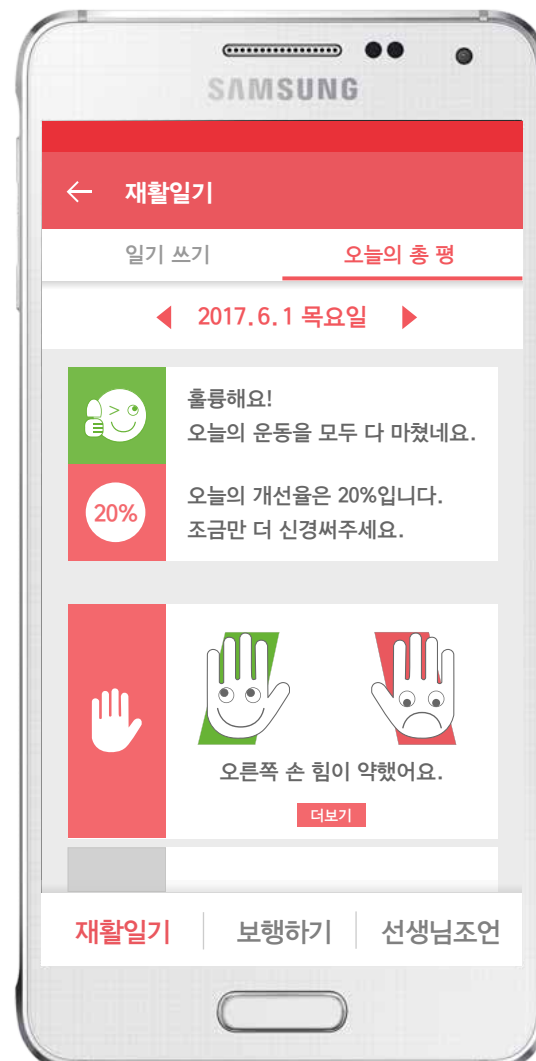 SAMSUNG
재활일기
일기 쓰기
오늘의 총 평
2017.6.1 목요일
훌륭해요!
오늘의 운동을 모두 다 마쳤네요.
20%
오늘의 개선율은 20%입니다.
조금만 더 신경써주세요.
오른쪽 손 힘이 약했어요.
더보기
재활일기
보행하기
선생님조언